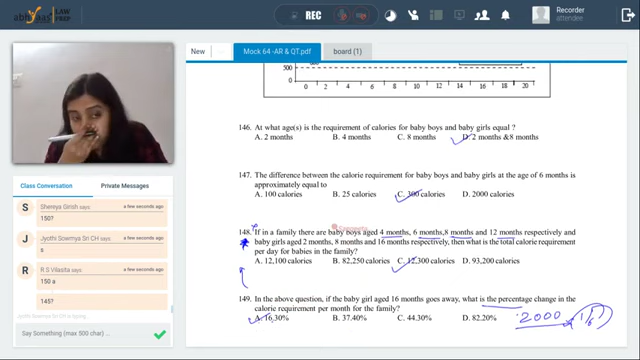 abhyaas LAW PREP
REC
Recorder
attendee
New
Mock 64 -AR & QT.pdf
board (1)
500
0
0 2 4 6 8 10 12 14 16 18 20
146. At what age(s) is the requirement of calories for baby boys and baby girls equal ?
A. 2 months B. 4 months C. 8 months D. 2 months &8 months
147. The difference between the calorie requirement for baby boys and baby girls at the age of 6 months is
approximately equal to
A. 100 calories B. 25 calories C. 300 calories D. 2000 calories
148. If in a family there are baby boys aged 4 months, 6 months,8 months and 12 months respectively and
baby girls aged 2 months, 8 months and 16 months respectively, then what is the total calorie requirement
per day for babies in the family?
A. 12,100 calories B. 82,250 calories C. 12,300 calories D. 93,200 calories
149. In the above question, if the baby girl aged 16 months goes away, what is the percentage change in the
calorie requirement per month for the family?
A. 16.30% B. 37.40% C. 44.30% D. 82.20%
2000
Class Conversation
Private Messages
S
Shereya Girish says:
a few seconds ago
150?
J
Jyothi Sowmya Sri CH says:
a few seconds ago
s
R
R S Vilasita says:
a few seconds ago
150 a
145?
Say Something (max 500 char)